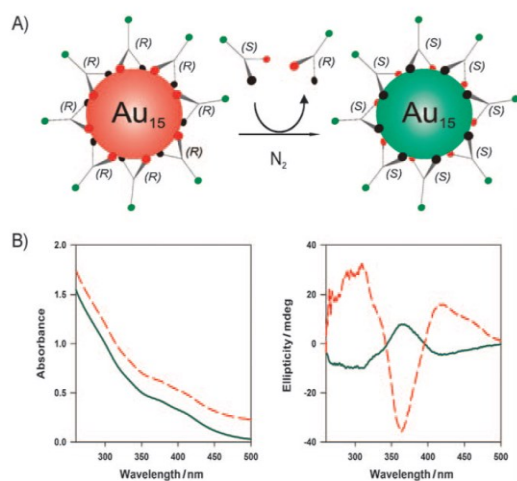 A)
(R)
(S)
(R)
(S)
(R)
(R)
(R)
(S)
(S)
(R)
(R)
Au15
Au15
(S)
(S)
(R)
(R)
N2
(S)
(S)
(R)
(S)
B)
2.0
1.5
1.0
0.5
0.0
Absorbance
300 350 400 450 500
Wavelength / nm
40
20
0
-20
-40
Ellipticity / mdeg
300 350 400 450 500
Wavelength / nm